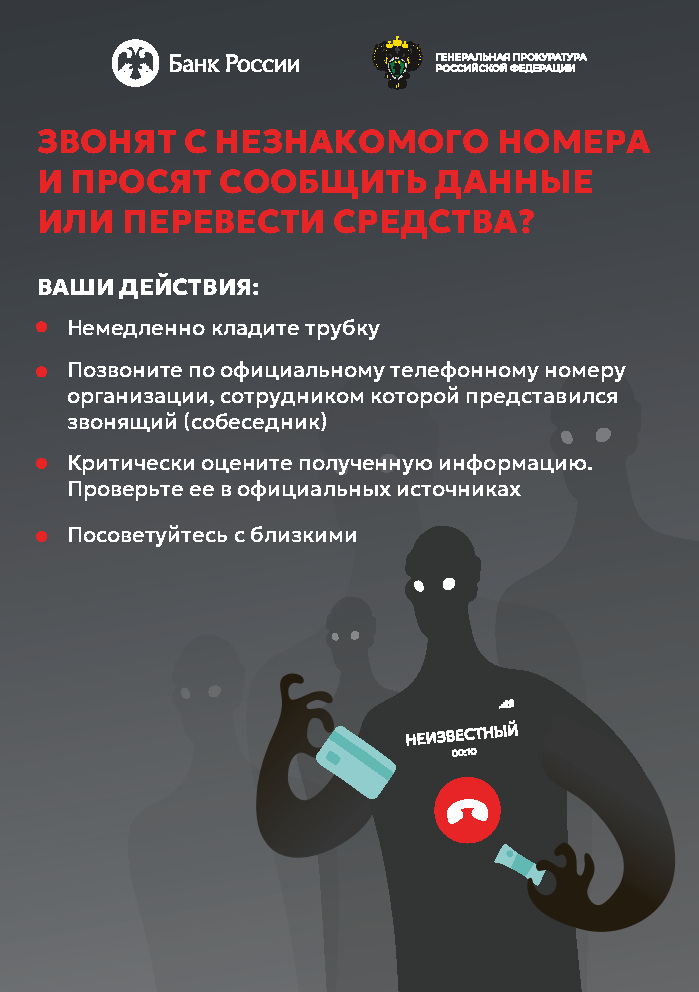 Банк России
ГЕНЕРАЛЬНАЯ ПРОКУРАТУРА
РОССИЙСКОЙ ФЕДЕРАЦИИ
ЗВОНЯТ С НЕЗНАКОМОГО НОМЕРА
И ПРОСЯТ СООБЩИТЬ ДАННЫЕ
ИЛИ ПЕРЕВЕСТИ СРЕДСТВА?
ВАШИ ДЕЙСТВИЯ:
Немедленно кладите трубку
Позвоните по официальному телефонному номеру
организации, сотрудником которой представился
звонящий (собеседник)
Критически оцените полученную информацию.
Проверьте ее в официальных источниках
Посоветуйтесь с близкими
НЕИЗВЕСТНЫЙ
00:10